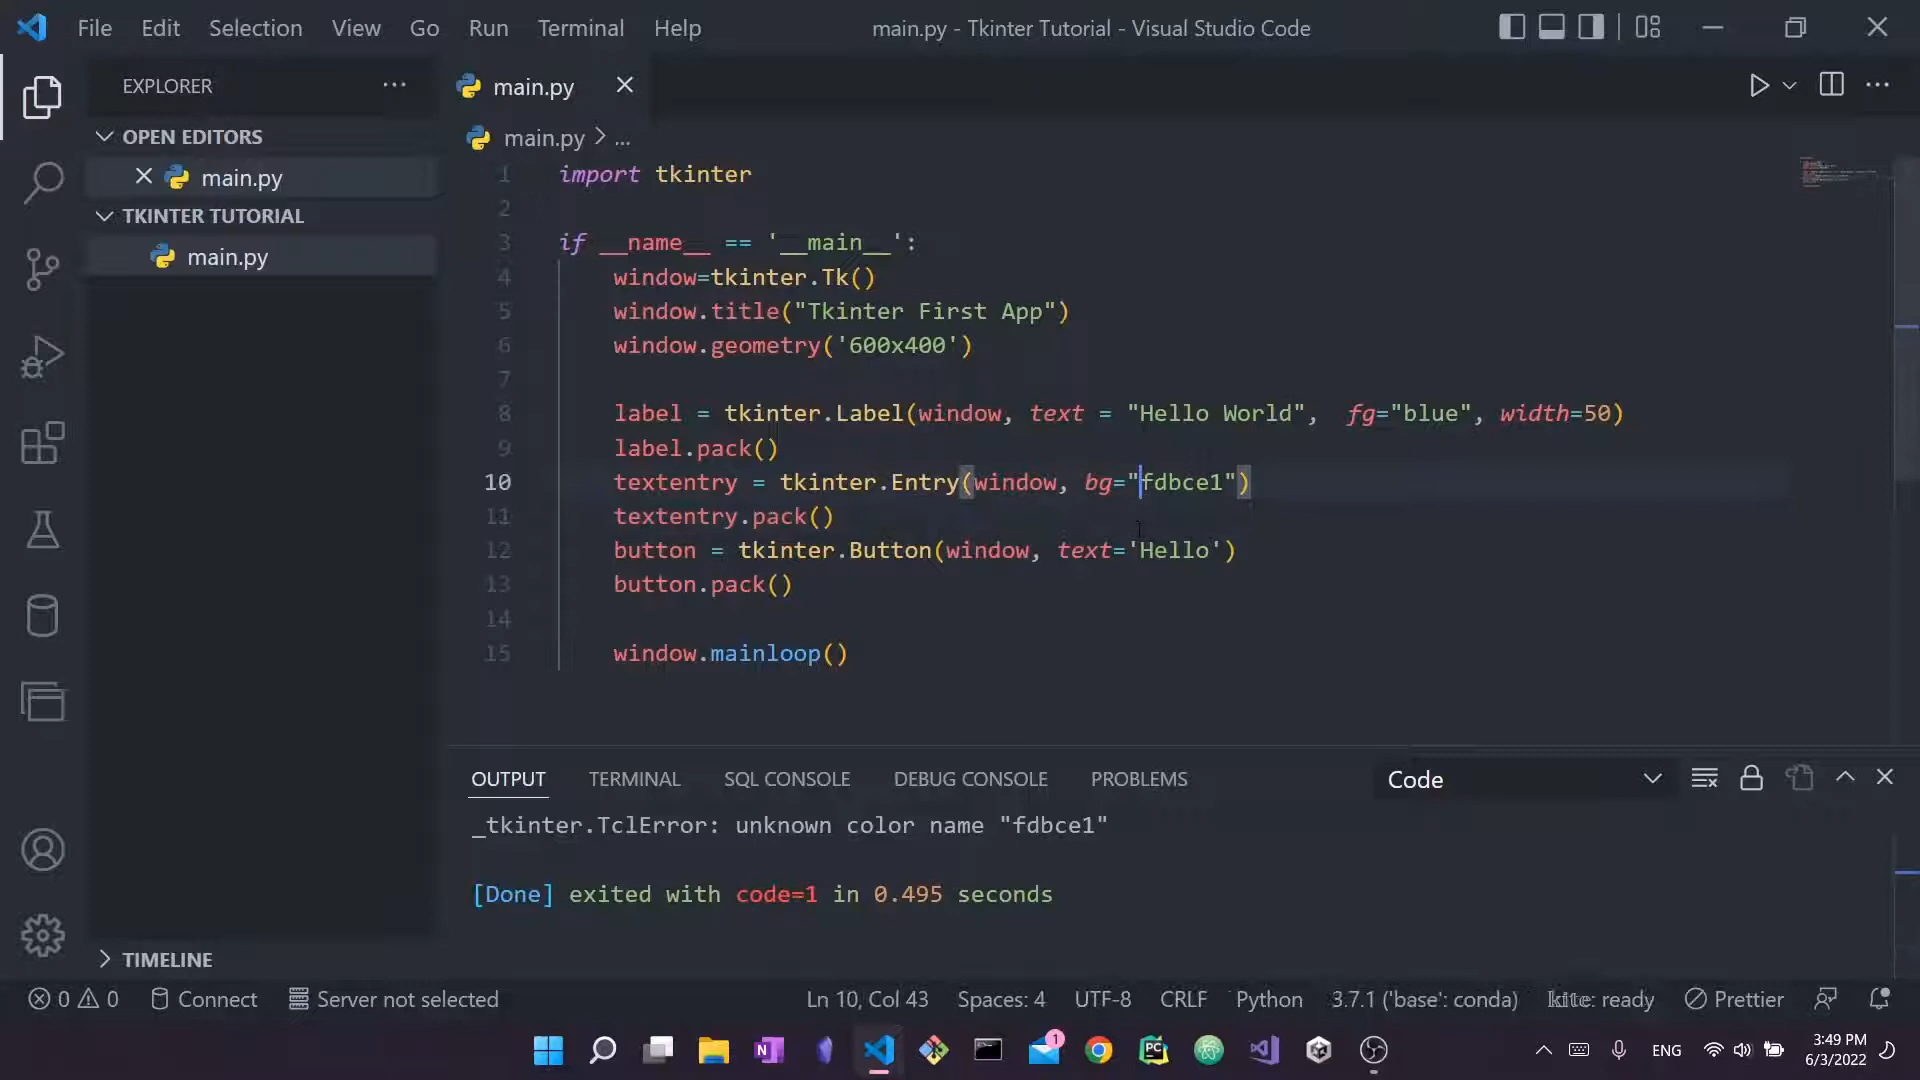 File Edit Selection View Go Run Terminal Help main.py - Tkinter Tutorial - Visual Studio Code
EXPLORER
OPEN EDITORS
main.py
TKINTER TUTORIAL
main.py
TIMELINE
main.py
main.py > ...
1 import tkinter
2
3 if __name__ == '__main__':
4 window=tkinter.Tk()
5 window.title("Tkinter First App")
6 window.geometry('600x400')
7
8 label = tkinter.Label(window, text = "Hello World",  fg="blue", width=50)
9 label.pack()
10 textentry = tkinter.Entry(window, bg="fdbce1")
11 textentry.pack()
12 button = tkinter.Button(window, text='Hello')
13 button.pack()
14
15 window.mainloop()
OUTPUT TERMINAL SQL CONSOLE DEBUG CONSOLE PROBLEMS Code
_tkinter.TclError: unknown color name "fdbce1"
[Done] exited with code=1 in 0.495 seconds
0 0 Connect Server not selected Ln 10, Col 43 Spaces: 4 UTF-8 CRLF Python 3.7.1 ('base': conda) kite: ready Prettier
N PC 1 ENG 3:49 PM
6/3/2022